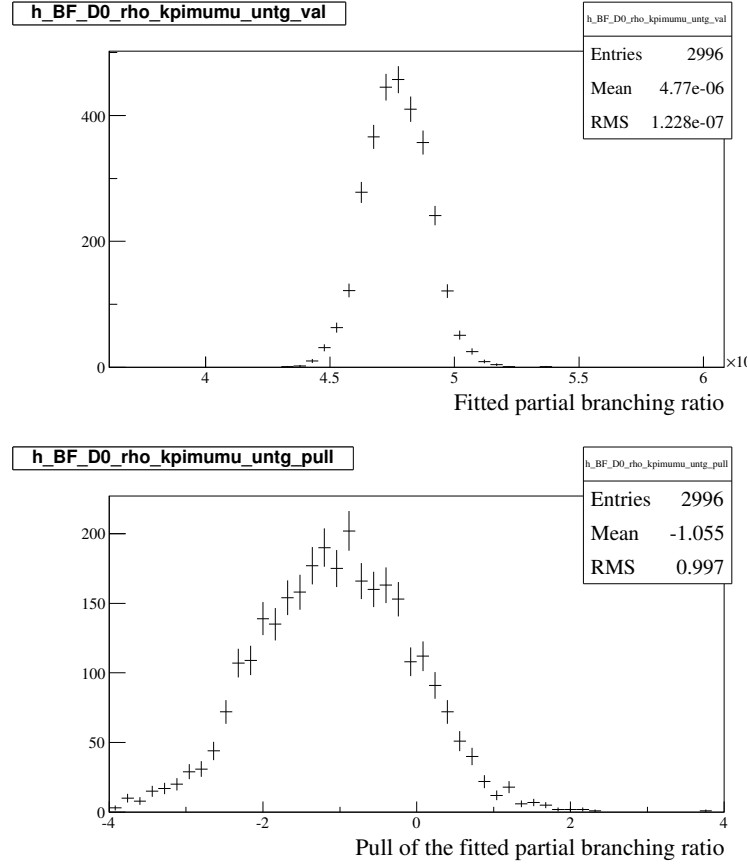 h_BF_D0_rho_kpimumu_untg_val
h_BF_D0_rho_kpimumu_untg_val
Entries 2996
Mean 4.77e-06
RMS 1.228e-07
400
200
0
4 4.5 5 5.5 6
×10
Fitted partial branching ratio
h_BF_D0_rho_kpimumu_untg_pull
h_BF_D0_rho_kpimumu_untg_pull
Entries 2996
Mean -1.055
RMS 0.997
200
150
100
50
0
-4 -2 0 2 4
Pull of the fitted partial branching ratio